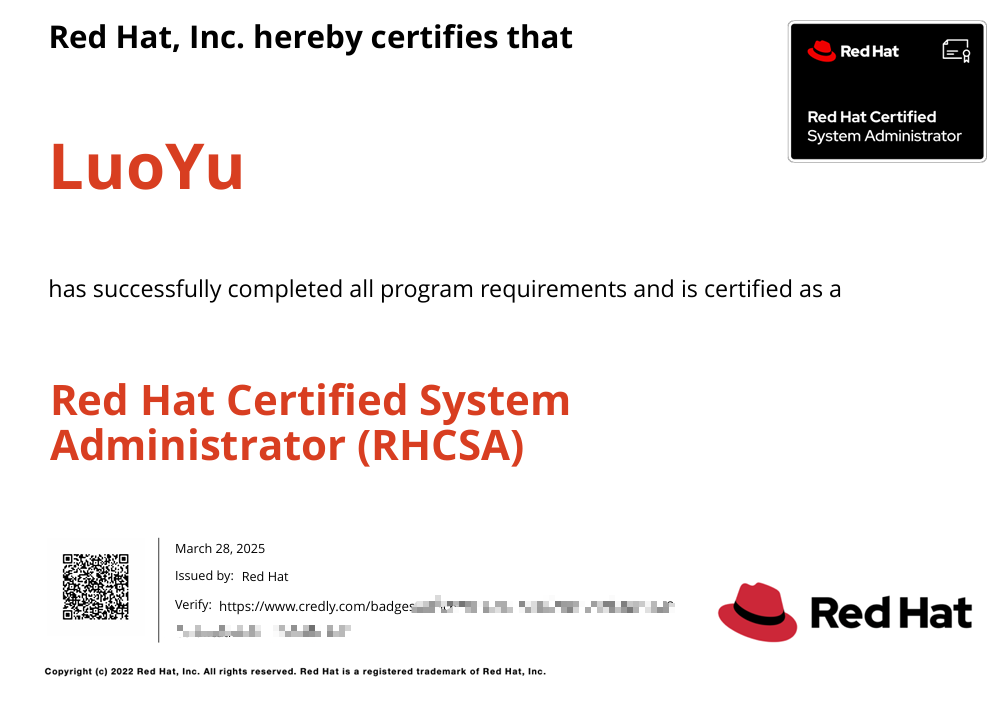 Red Hat, Inc. hereby certifies that
Red Hat
Red Hat Certified
System Administrator
LuoYu
has successfully completed all program requirements and is certified as a
Red Hat Certified System
Administrator (RHCSA)
March 28, 2025
Issued by: Red Hat
Verify: https://www.credly.com/badges
Red Hat
Copyright (c) 2022 Red Hat, Inc. All rights reserved. Red Hat is a registered trademark of Red Hat, Inc.